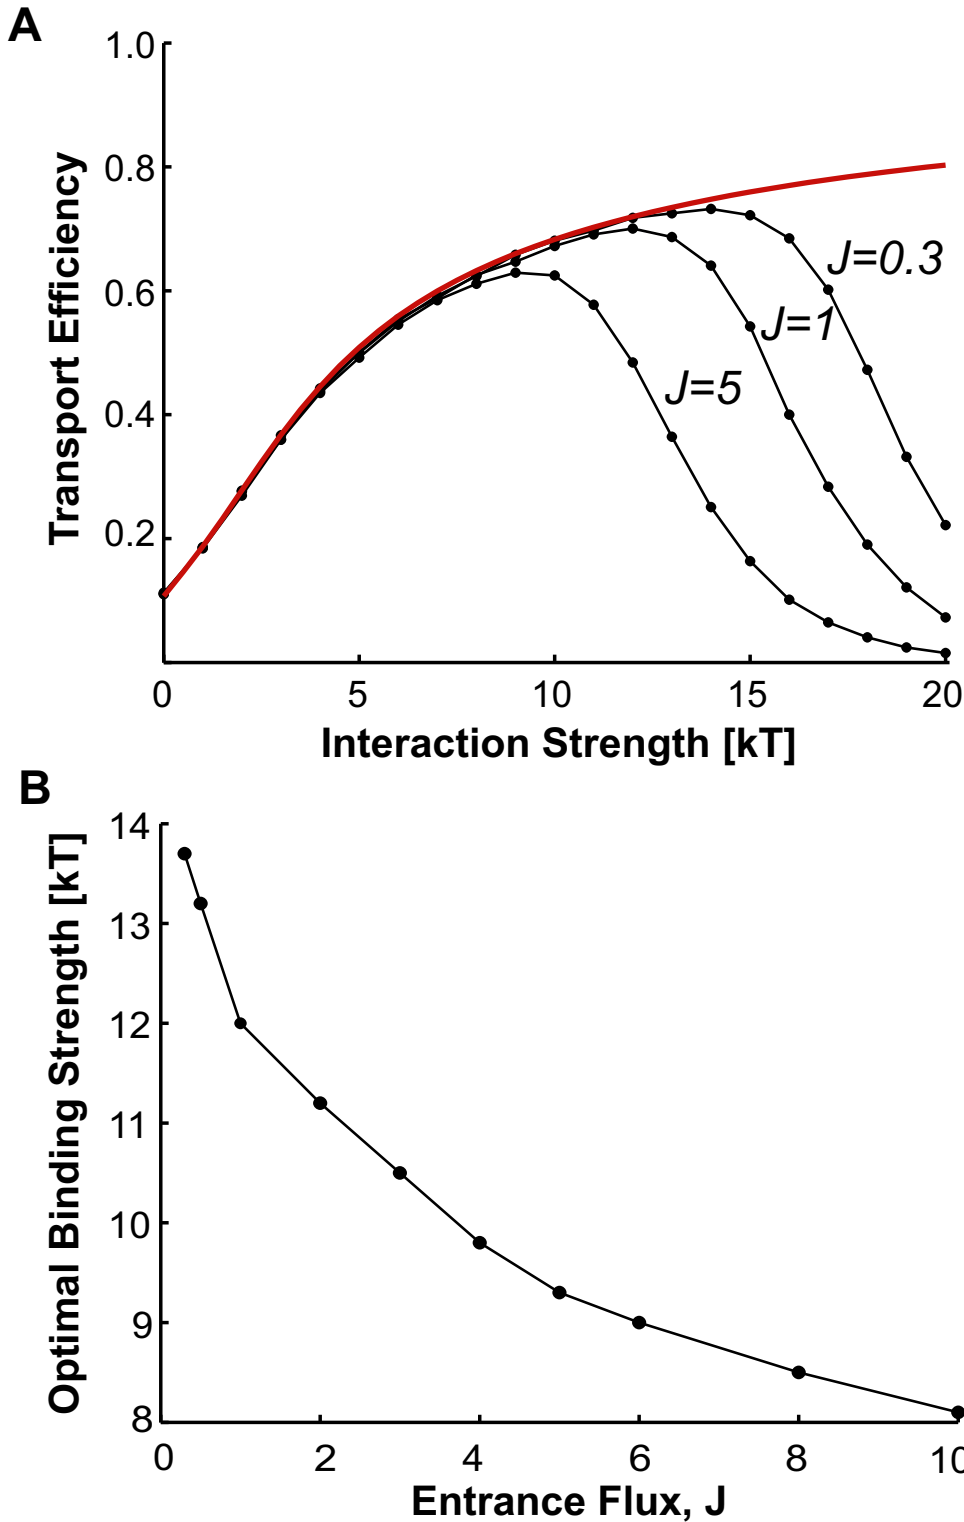 A
1.0
0.8
0.6
0.4
0.2
Transport Efficiency
J=0.3
J=1
J=5
0 5 10 15 20
Interaction Strength [kT]
B
14
13
12
11
10
9
8
Optimal Binding Strength [kT]
0 2 4 6 8 10
Entrance Flux, J